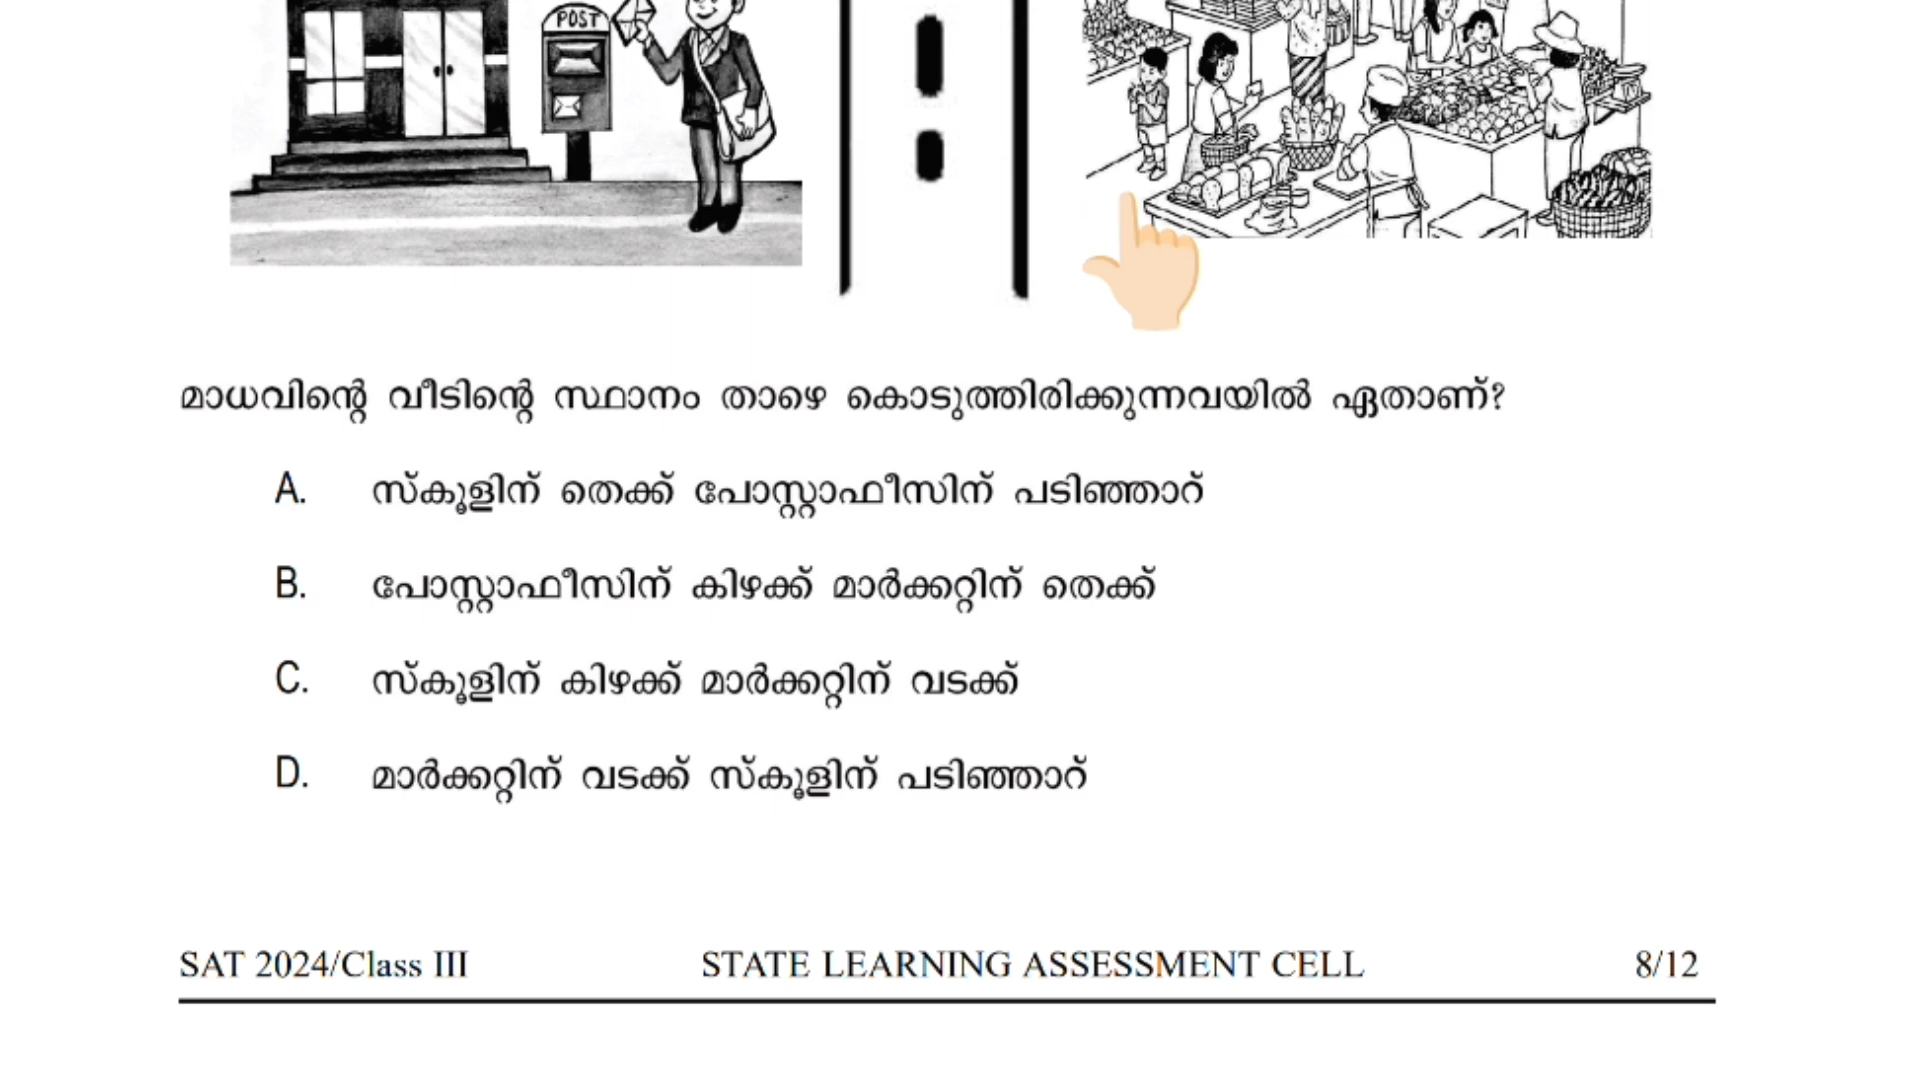 POST
മാധവിന്റെ വീടിന്റെ സ്ഥാനം താഴെ കൊടുത്തിരിക്കുന്നവയിൽ ഏതാണ്?
A. സ്കൂളിന് തെക്ക് പോസ്റ്റാഫീസിന് പടിഞ്ഞാറ്
B. പോസ്റ്റാഫീസിന് കിഴക്ക് മാർക്കറ്റിന് തെക്ക്
C. സ്കൂളിന് കിഴക്ക് മാർക്കറ്റിന് വടക്ക്
D. മാർക്കറ്റിന് വടക്ക് സ്കൂളിന് പടിഞ്ഞാറ്
SAT 2024/Class III STATE LEARNING ASSESSMENT CELL 8/12